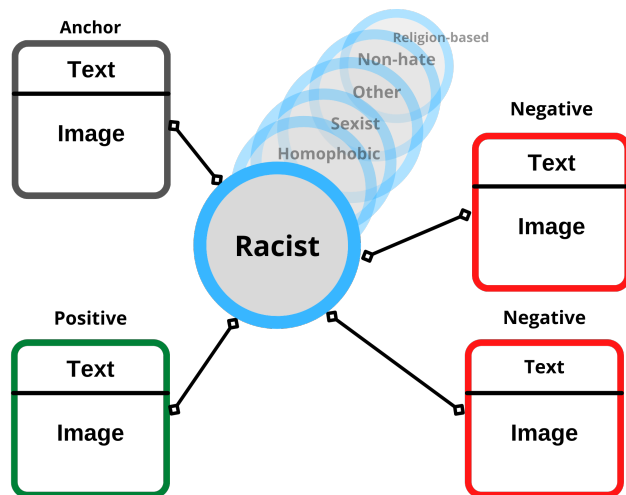 Anchor
Text
Image
Religion-based
Non-hate
Other
Sexist
Homophobic
Racist
Negative
Text
Image
Positive
Text
Image
Negative
Text
Image